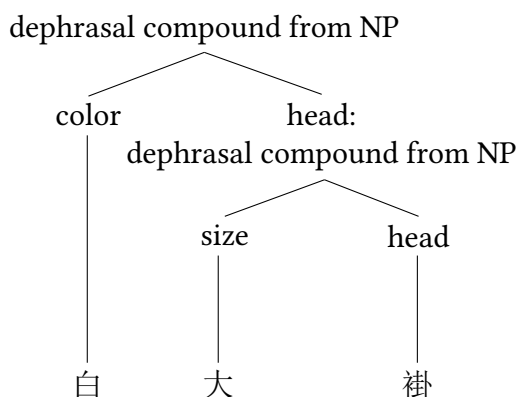 dephrasal compound from NP
color head:
dephrasal compound from NP
size head
白 大 褂